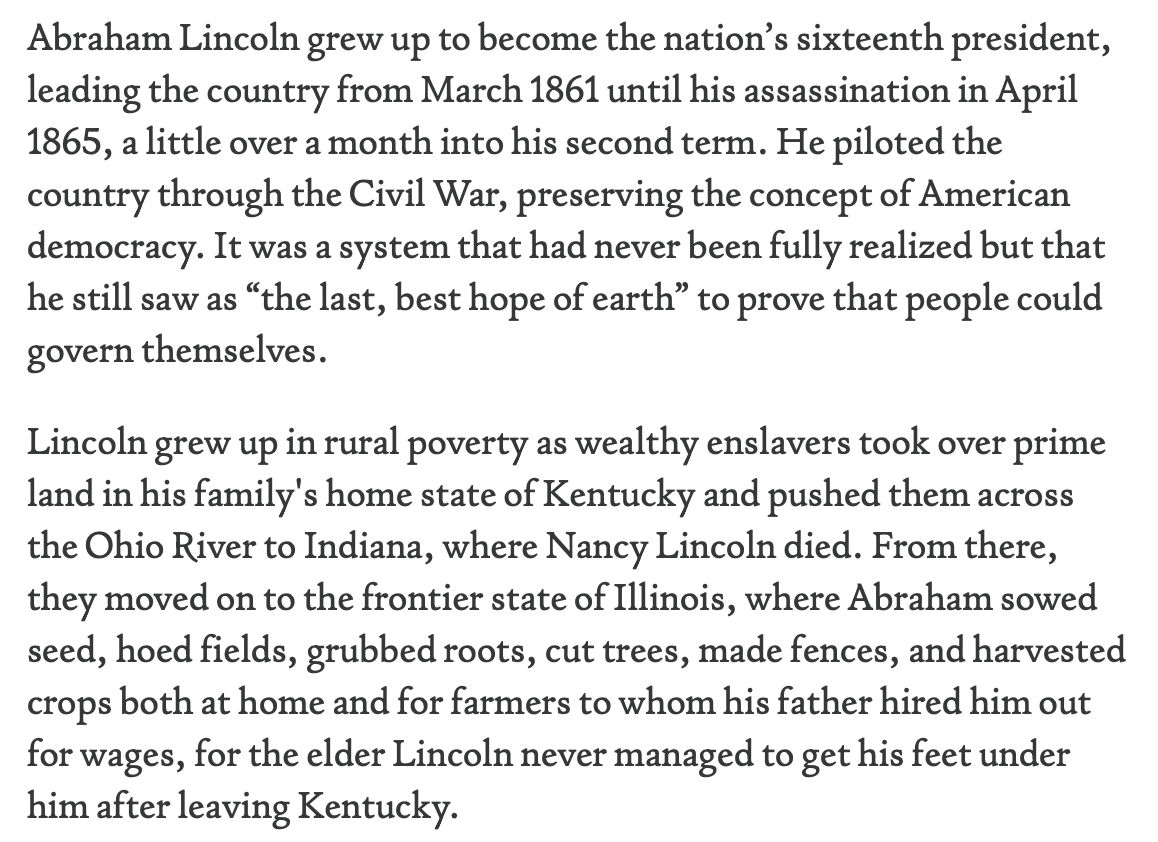 Abraham Lincoln grew up to become the nation’s sixteenth president,
leading the country from March 1861 until his assassination in April
1865, a little over a month into his second term. He piloted the
country through the Civil War, preserving the concept of American
democracy. It was a system that had never been fully realized but that
he still saw as “the last, best hope of earth” to prove that people could
govern themselves.
Lincoln grew up in rural poverty as wealthy enslavers took over prime
land in his family's home state of Kentucky and pushed them across
the Ohio River to Indiana, where Nancy Lincoln died. From there,
they moved on to the frontier state of Illinois, where Abraham sowed
seed, hoed fields, grubbed roots, cut trees, made fences, and harvested
crops both at home and for farmers to whom his father hired him out
for wages, for the elder Lincoln never managed to get his feet under
him after leaving Kentucky.